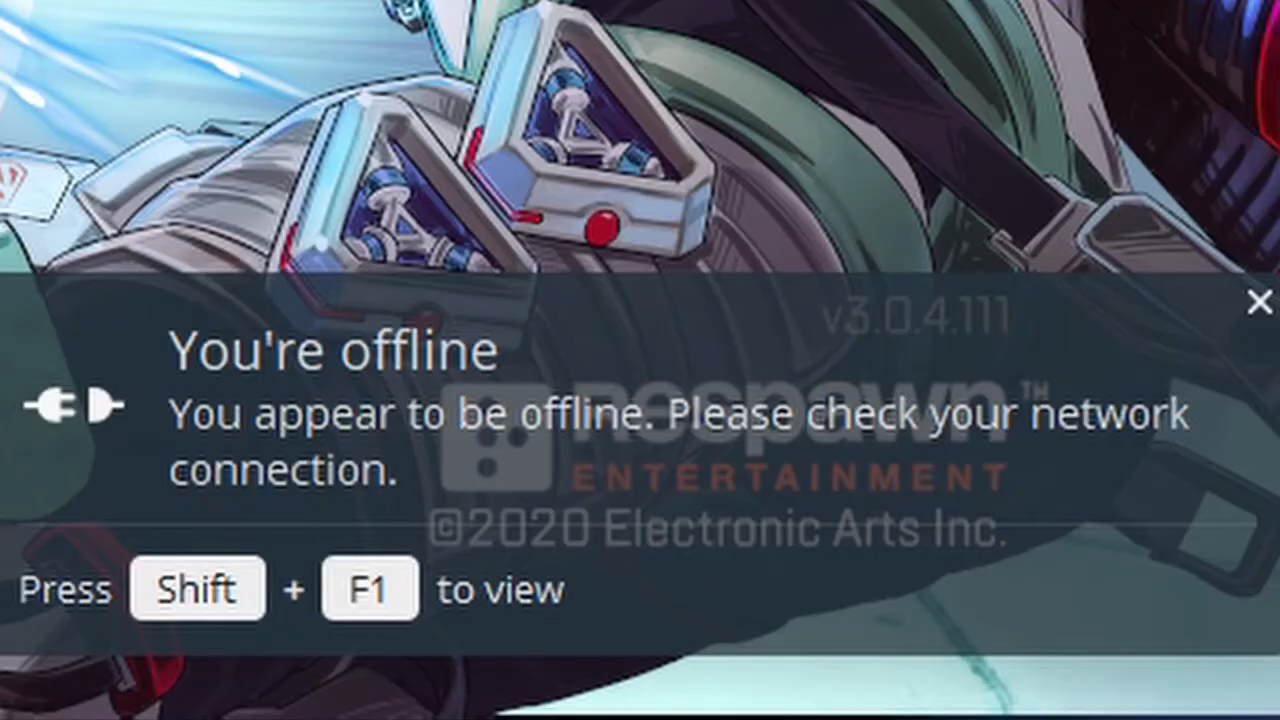 v3.0.4.111
You're offline
Respawn™
You appear to be offline. Please check your network
connection.
ENTERTAINMENT
©2020 Electronic Arts Inc.
Press Shift + F1 to view